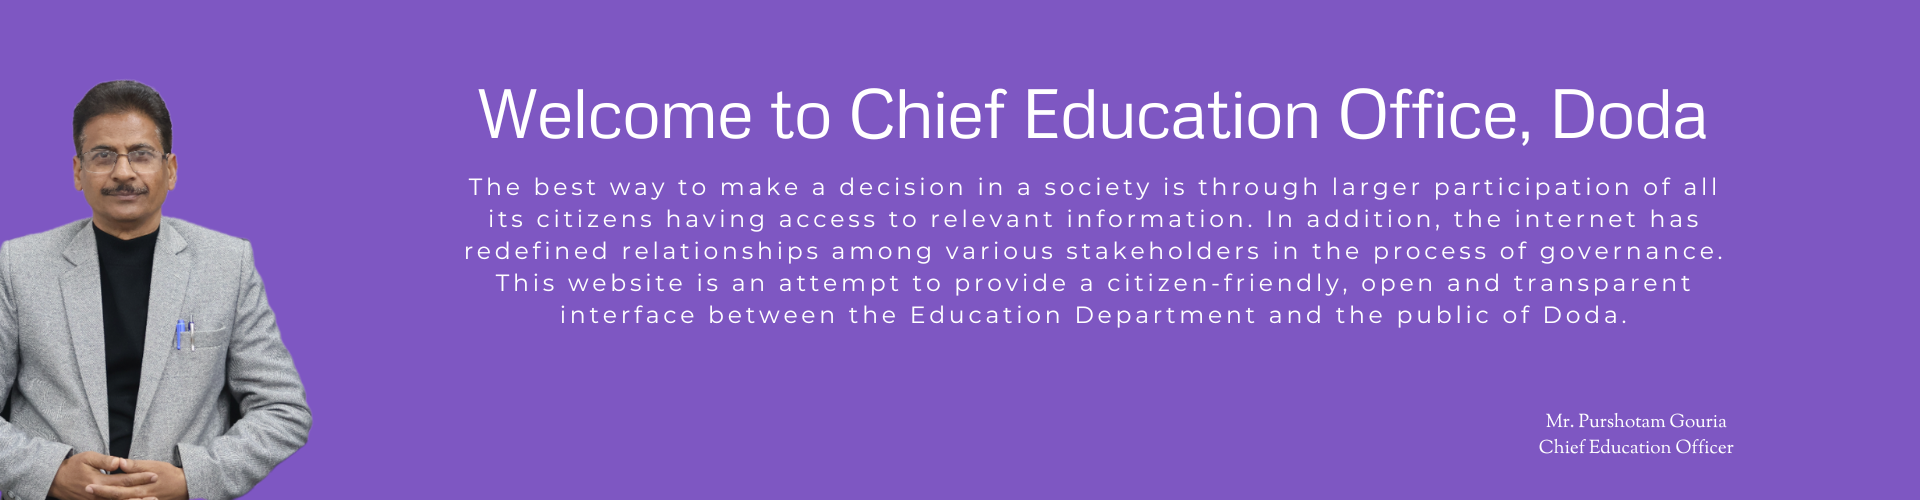 Welcome to Chief Education Office, Doda
The best way to make a decision in a society is through larger participation of all
its citizens having access to relevant information. In addition, the internet has
redefined relationships among various stakeholders in the process of governance.
This website is an attempt to provide a citizen-friendly, open and transparent
interface between the Education Department and the public of Doda.
Mr. Purshotam Gouria
Chief Education Officer